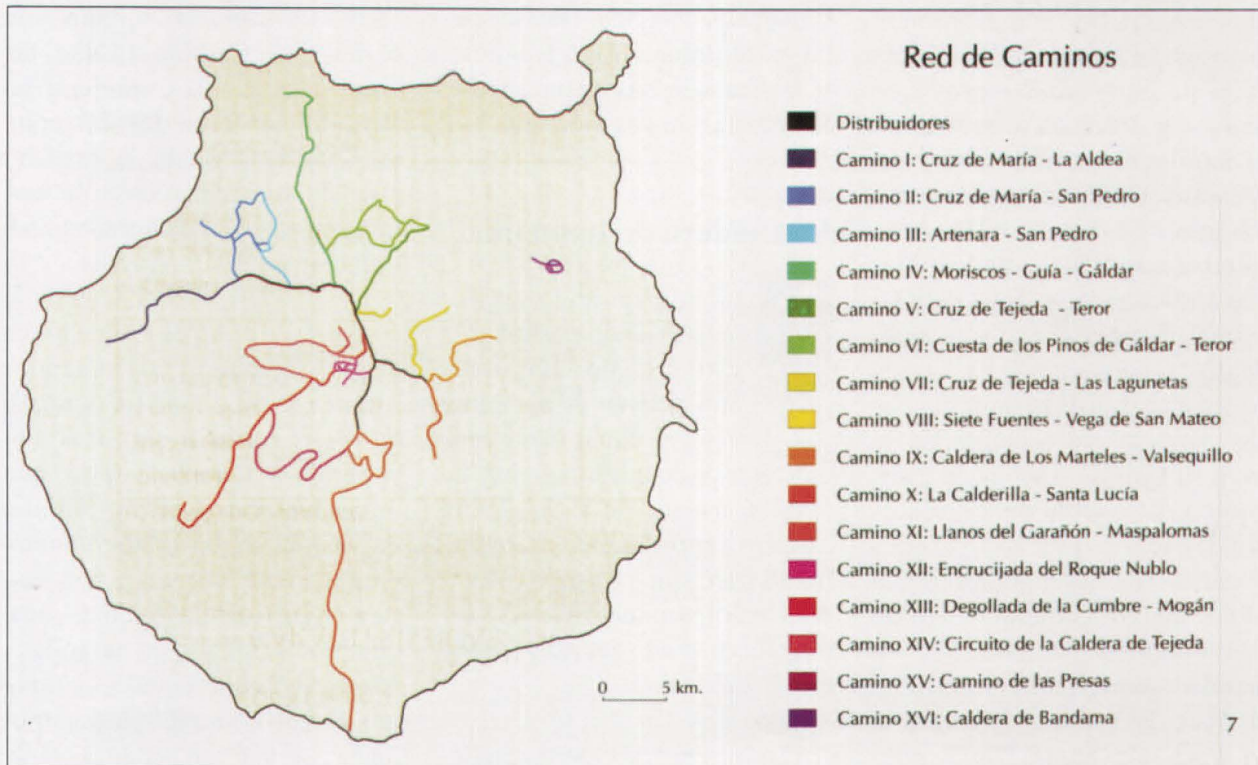 Red de Caminos
Distribuidores
Camino I: Cruz de María - La Aldea
Camino II: Cruz de María - San Pedro
Camino III: Artenara - San Pedro
Camino IV: Moriscos - Guía - Gáldar
Camino V: Cruz de Tejeda - Teror
Camino VI: Cuesta de los Pinos de Gáldar - Teror
Camino VII: Cruz de Tejeda - Las Lagunetas
Camino VIII: Siete Fuentes - Vega de San Mateo
Camino IX: Caldera de Los Marteles - Valsequillo
Camino X: La Calderilla - Santa Lucía
Camino XI: Llanos del Garañón - Maspalomas
Camino XII: Encrucijada del Roque Nublo
Camino XIII: Degollada de la Cumbre - Mogán
Camino XIV: Circuito de la Caldera de Tejeda
Camino XV: Camino de las Presas
Camino XVI: Caldera de Bandama
0 5 km.
7